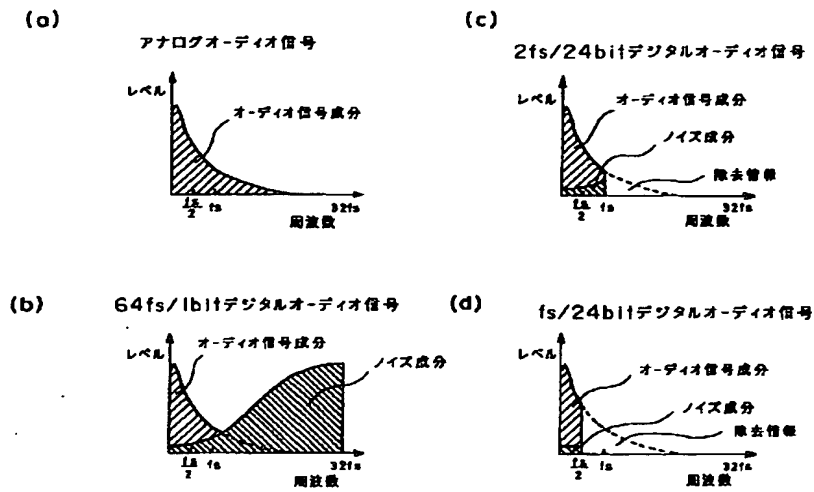 (a)
アナログオーディオ信号
レベル
オーディオ信号成分
fs/2 fs 32fs
周波数
(b)
64fs/1bitデジタルオーディオ信号
レベル
オーディオ信号成分
ノイズ成分
fs/2 fs 32fs
周波数
(c)
2fs/24bitデジタルオーディオ信号
レベル
オーディオ信号成分
ノイズ成分
除去情報
fs/2 fs 32fs
周波数
(d)
fs/24bitデジタルオーディオ信号
レベル
オーディオ信号成分
ノイズ成分
除去情報
fs/2 fs 32fs
周波数